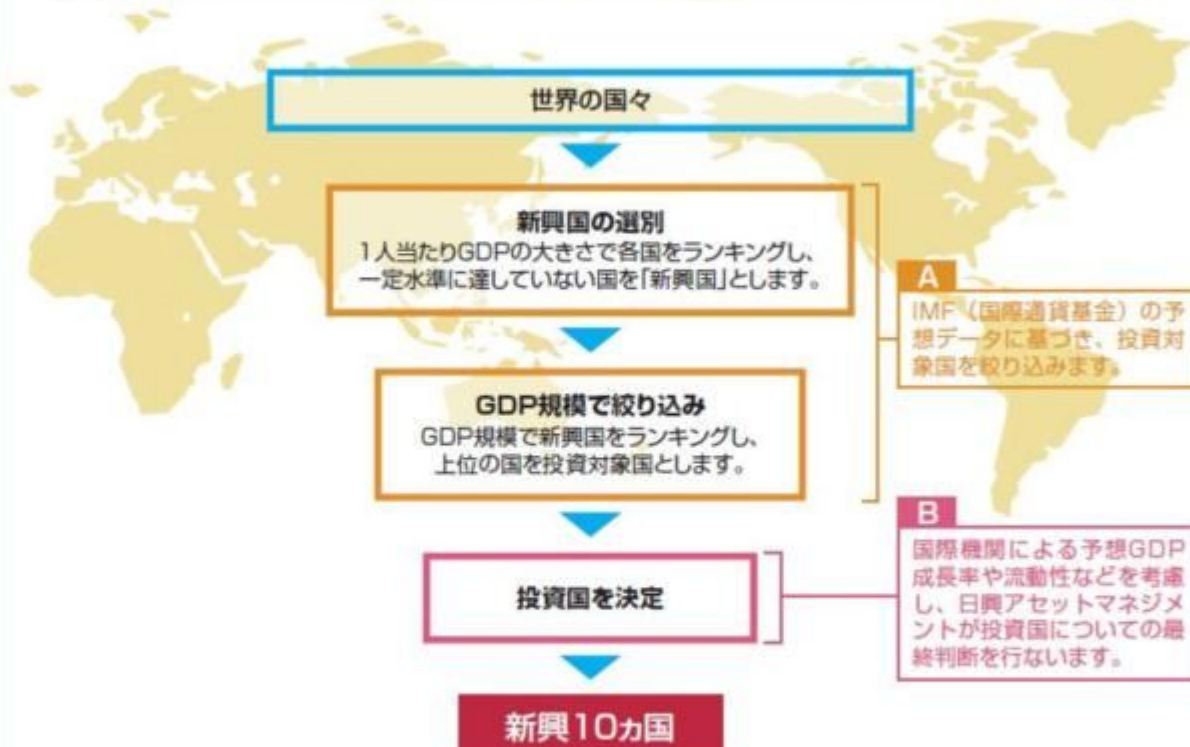 世界の国々
新興国の選別
1人当たりGDPの大きさで各国をランキングし、
一定水準に達していない国を「新興国」とします。
A
IMF（国際通貨基金）の予
想データに基づき、投資対
象国を絞り込みます。
GDP規模で絞り込み
GDP規模で新興国をランキングし、
上位の国を投資対象国とします。
B
国際機関による予想GDP
成長率や流動性などを考慮
し、日興アセットマネジメ
ントが投資国についての最
終判断を行ないます。
投資国を決定
新興10ヵ国